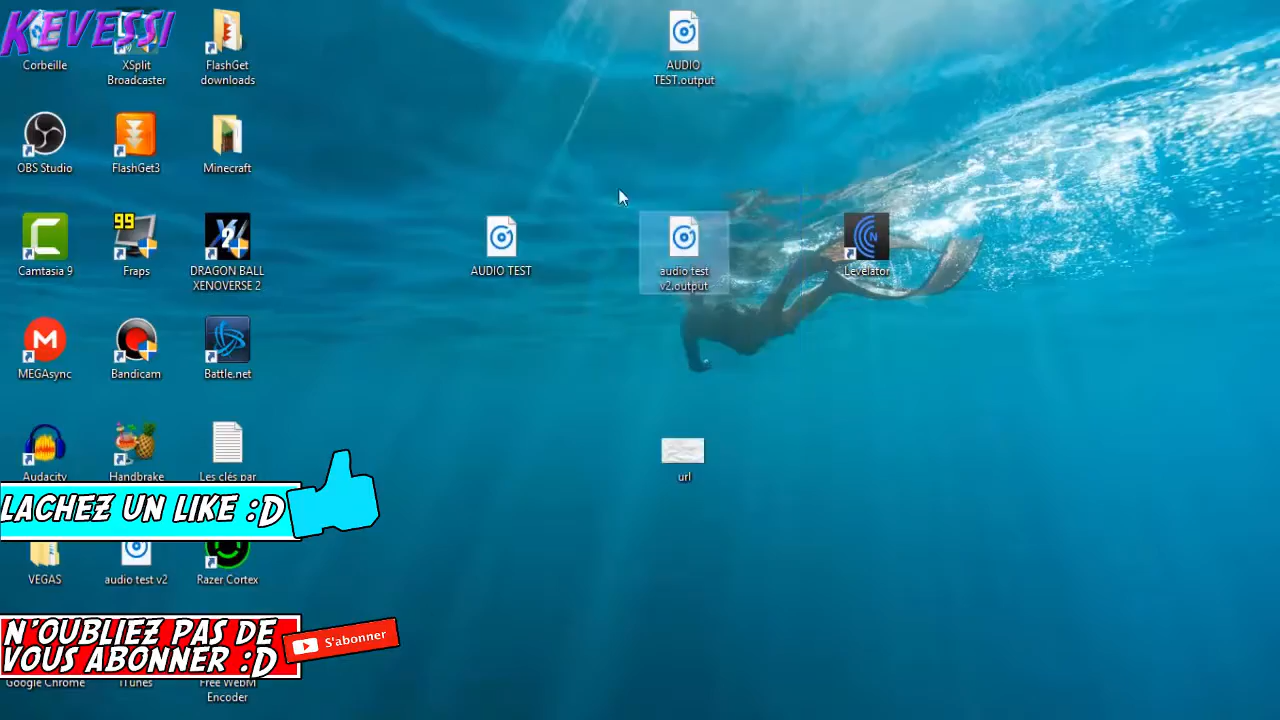 KEVESSI
Corbeille
XSplit
Broadcaster
FlashGet
downloads
AUDIO
TEST.output
OBS Studio
FlashGet3
Minecraft
99
Camtasia 9
Fraps
DRAGON BALL
XENOVERSE 2
AUDIO TEST
audio test
v2.output
N
Levelator
M
MEGAsync
Bandicam
Battle.net
Audacity
Handbrake
Les clés par
url
LACHEZ UN LIKE :D
VEGAS
audio test v2
Razer Cortex
N'OUBLIEZ PAS DE
VOUS ABONNER :D
S'abonner
Google Chrome
iTunes
Free WebM
Encoder